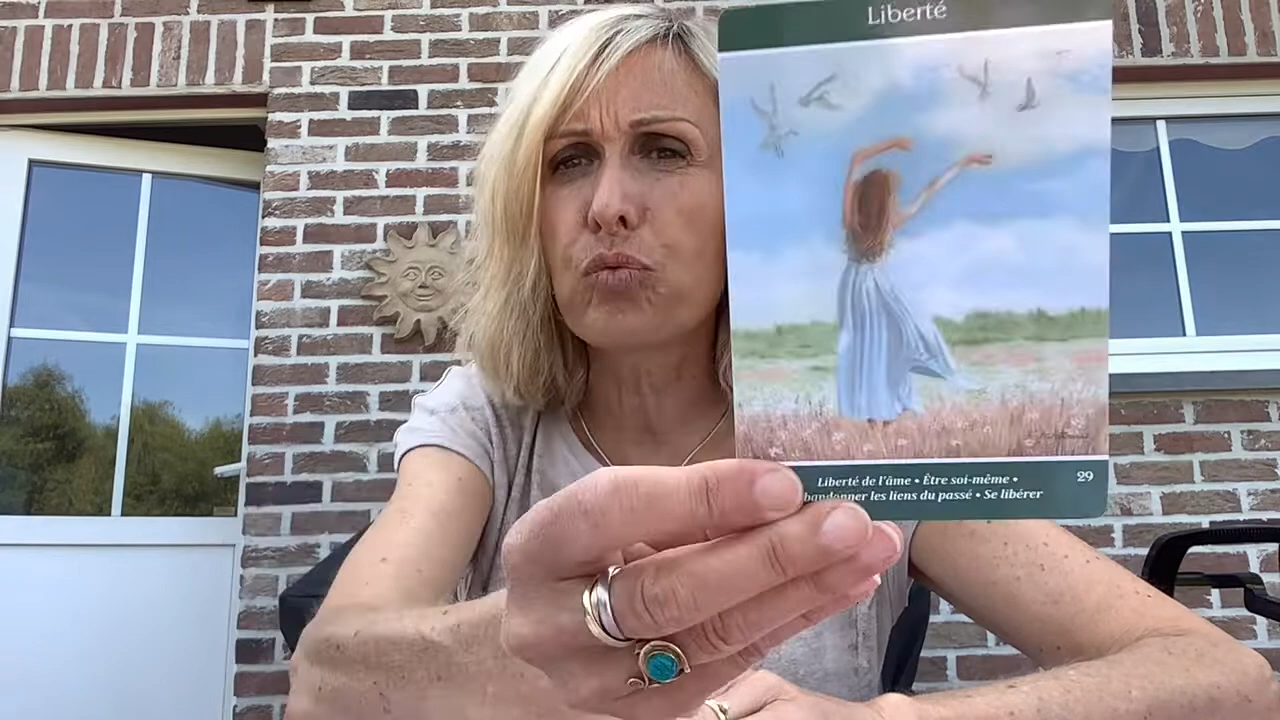 Liberté
Liberté de l'âme • Être soi-même •
29
bandonner les liens du passé • Se libérer